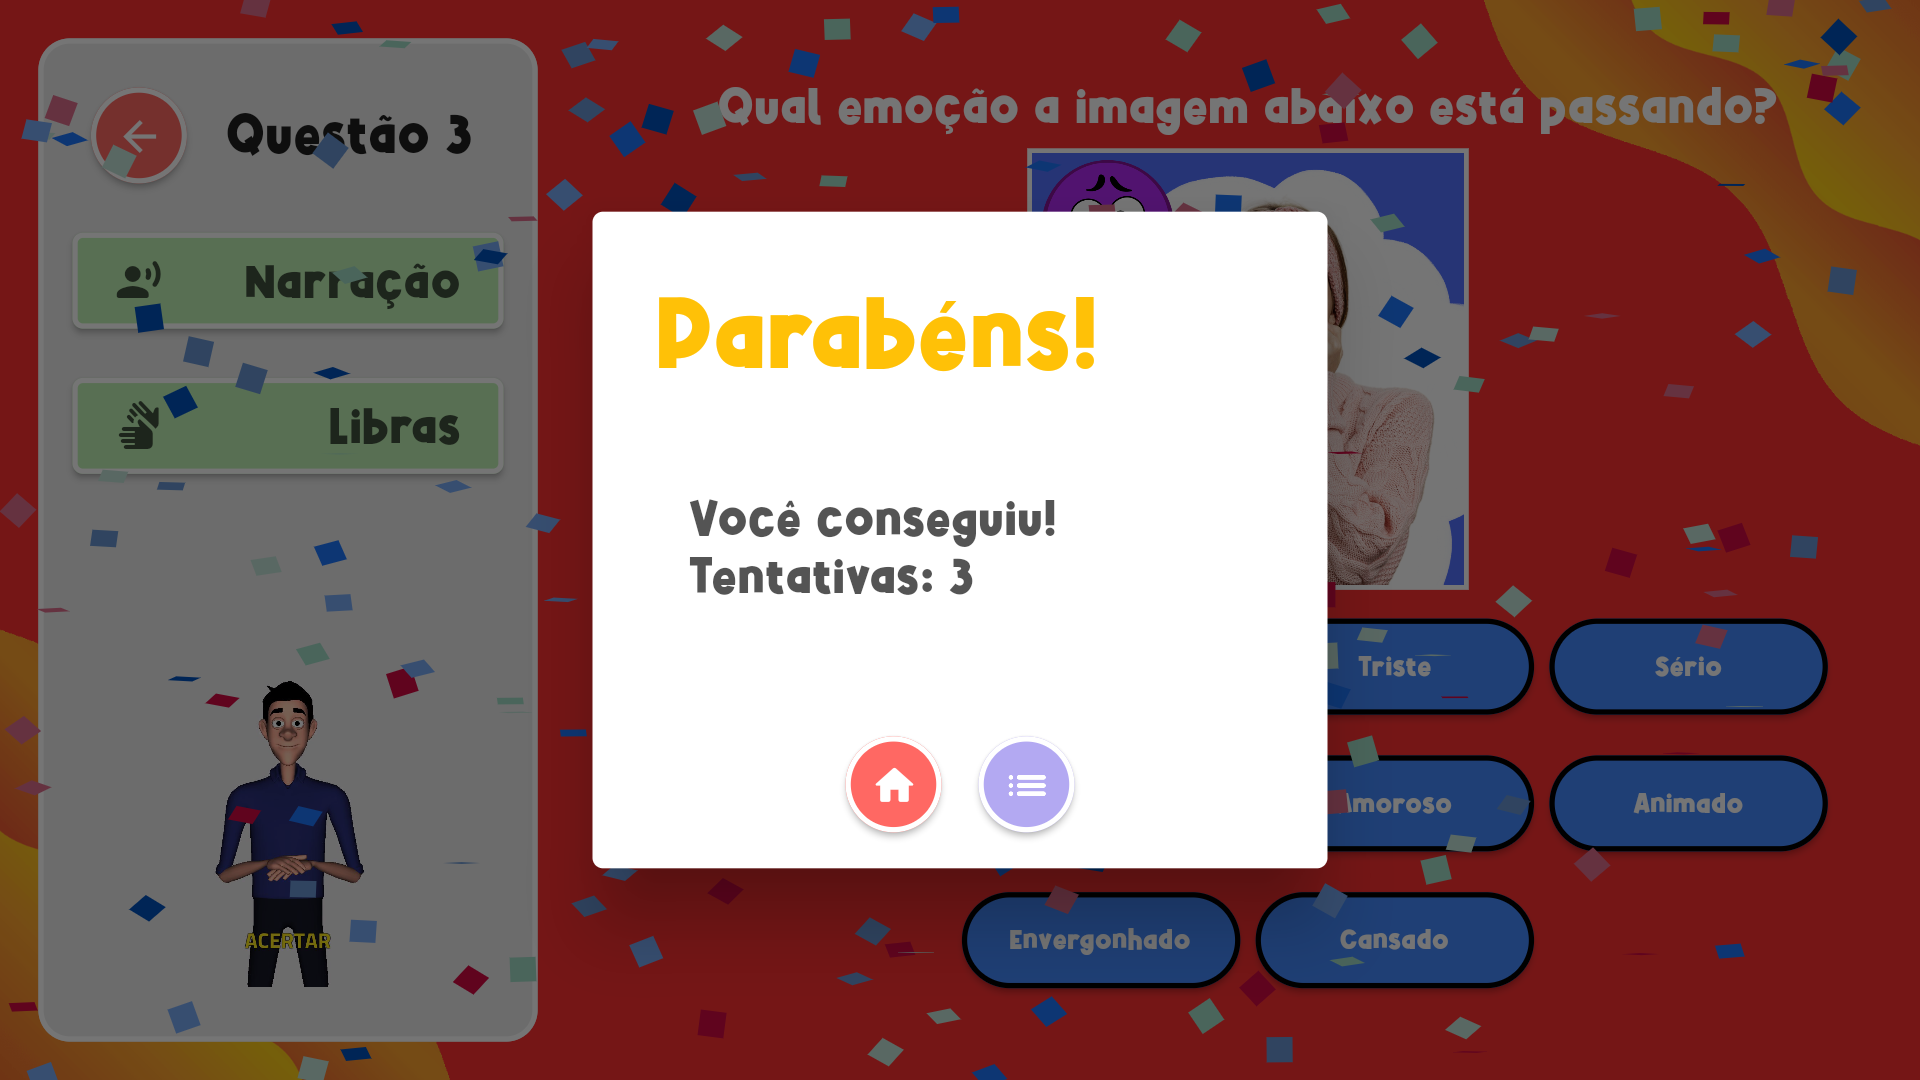 Questão 3
Narração
Libras
ACERTAR
Qual emoção a imagem abaixo está passando?
Parabéns!
Você conseguiu!
Tentativas: 3
Triste
Sério
Amoroso
Animado
Envergonhado
Cansado